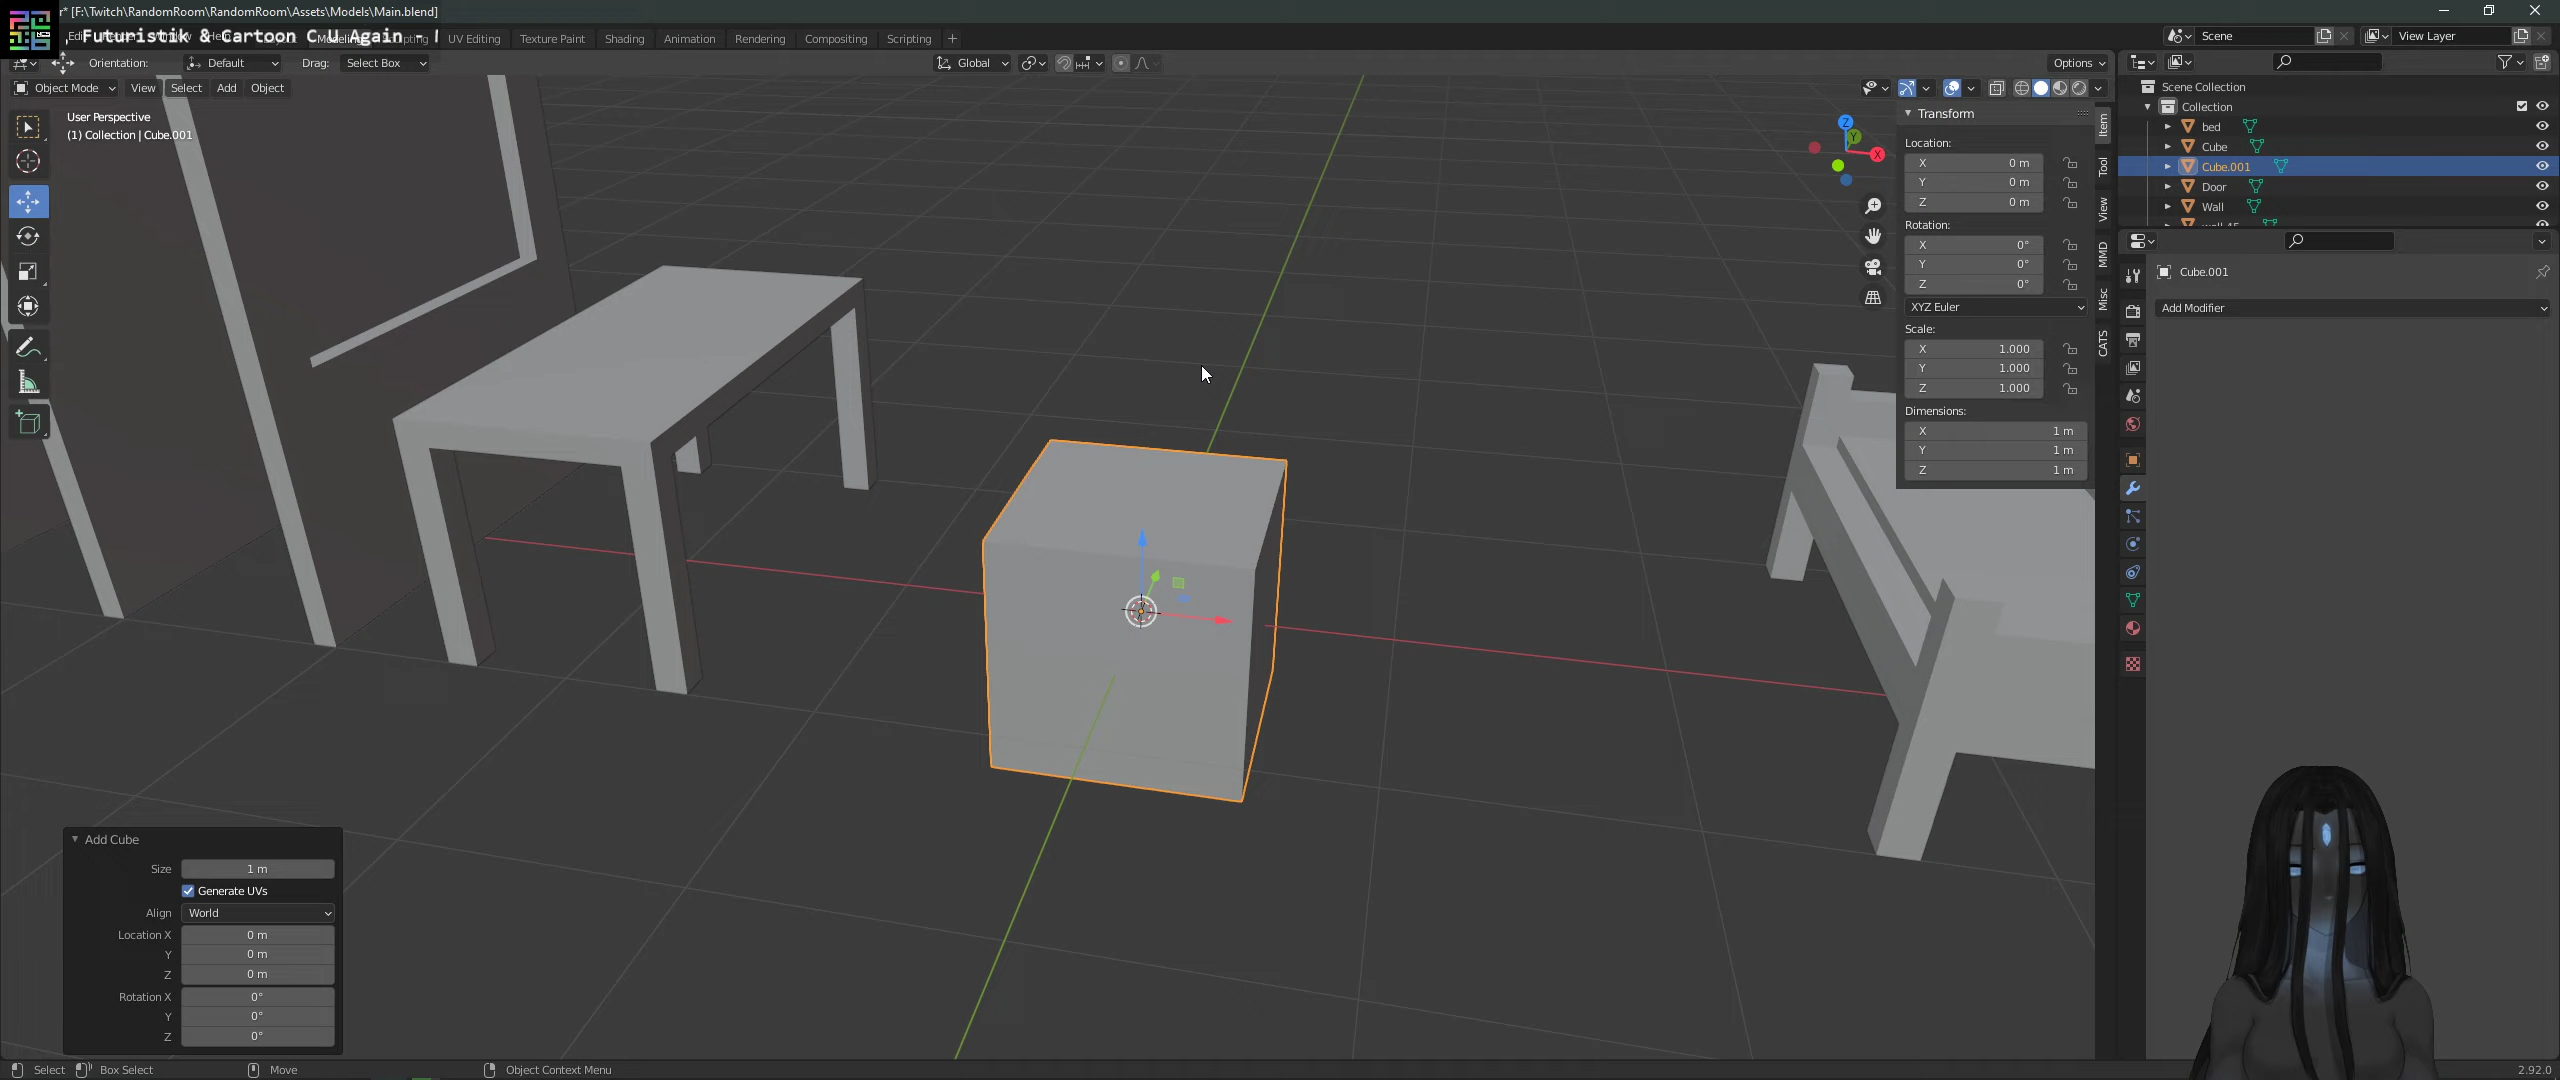 r* [F:\Twitch\RandomRoom\RandomRoom\Assets\Models\Main.blend]
Futuristik & Cartoon C U Again -
Modeling
UV Editing
Texture Paint
Shading
Animation
Rendering
Compositing
Scripting
+
Scene
View Layer
Orientation:
Default
Drag:
Select Box
Global
Options
Object Mode
View
Select
Add
Object
User Perspective
(1) Collection | Cube.001
Z
Y
X
Transform
Location:
X 0 m
Y 0 m
Z 0 m
Rotation:
X 0°
Y 0°
Z 0°
XYZ Euler
Scale:
X 1.000
Y 1.000
Z 1.000
Dimensions:
X 1 m
Y 1 m
Z 1 m
Item
Tool
View
MMD
Misc
CATS
Scene Collection
Collection
bed
Cube
Cube.001
Door
Wall
Cube.001
Add Modifier
Add Cube
Size 1 m
Generate UVs
Align World
Location X 0 m
Y 0 m
Z 0 m
Rotation X 0°
Y 0°
Z 0°
Select
Box Select
Move
Object Context Menu
2.92.0